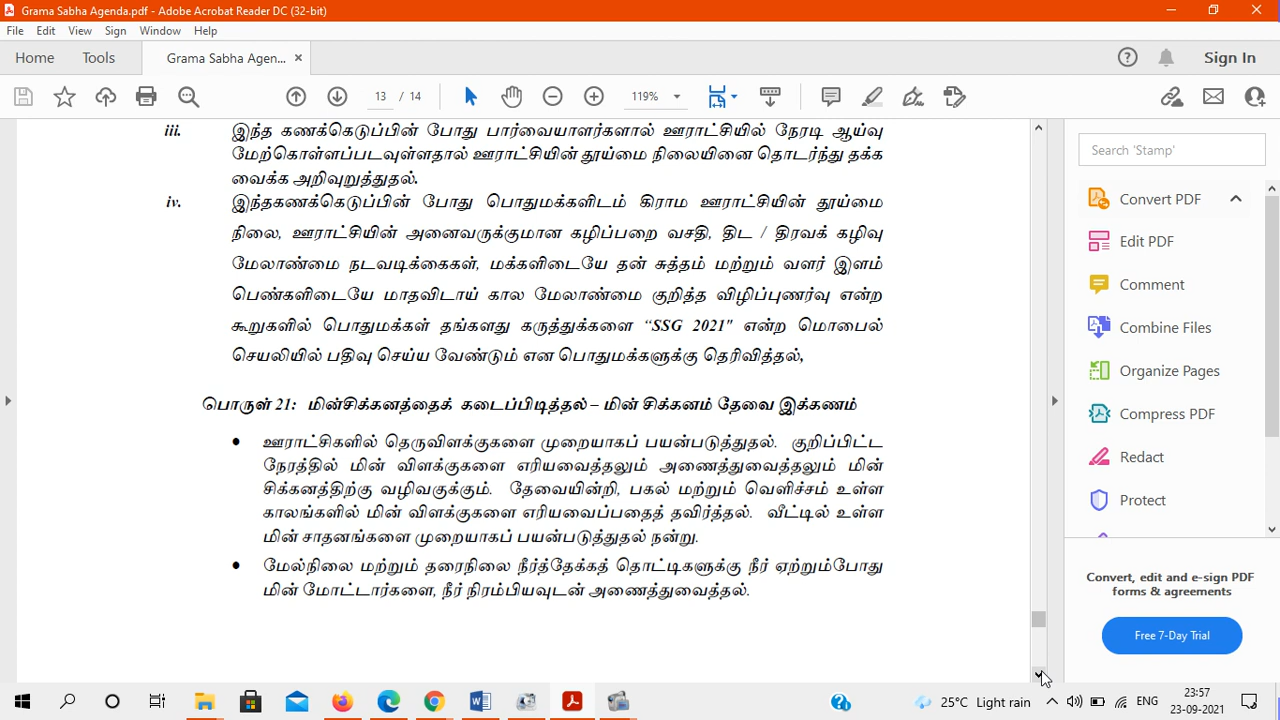 Grama Sabha Agenda.pdf - Adobe Acrobat Reader DC (32-bit)
File Edit View Sign Window Help
Home Tools Grama Sabha Agen... × Sign In
13 / 14 119%
iii. இந்த கணக்கெடுப்பின் போது பார்வையாளர்களால் ஊராட்சியில் நேரடி ஆய்வு
மேற்கொள்ளப்படவுள்ளதால் ஊராட்சியின் தூய்மை நிலையினை தொடர்ந்து தக்க
வைக்க அறிவுறுத்துதல்.
iv. இந்தகணக்கெடுப்பின் போது பொதுமக்களிடம் கிராம ஊராட்சியின் தூய்மை
நிலை, ஊராட்சியின் அனைவருக்குமான கழிப்பறை வசதி, திட / திரவக் கழிவு
மேலாண்மை நடவடிக்கைகள், மக்களிடையே தன் சுத்தம் மற்றும் வளர் இளம்
பெண்களிடையே மாதவிடாய் கால மேலாண்மை குறித்த விழிப்புணர்வு என்ற
கூறுகளில் பொதுமக்கள் தங்களது கருத்துக்களை “SSG 2021" என்ற மொபைல்
செயலியில் பதிவு செய்ய வேண்டும் என பொதுமக்களுக்கு தெரிவித்தல்,
பொருள் 21: மின்சிக்கனத்தைக் கடைப்பிடித்தல் – மின் சிக்கனம் தேவை இக்கணம்
• ஊராட்சிகளில் தெருவிளக்குகளை முறையாகப் பயன்படுத்துதல். குறிப்பிட்ட
நேரத்தில் மின் விளக்குகளை எரியவைத்தலும் அணைத்துவைத்தலும் மின்
சிக்கனத்திற்கு வழிவகுக்கும். தேவையின்றி, பகல் மற்றும் வெளிச்சம் உள்ள
காலங்களில் மின் விளக்குகளை எரியவைப்பதைத் தவிர்த்தல். வீட்டில் உள்ள
மின் சாதனங்களை முறையாகப் பயன்படுத்துதல் நன்று.
• மேல்நிலை மற்றும் தரைநிலை நீர்த்தேக்கத் தொட்டிகளுக்கு நீர் ஏற்றும்போது
மின் மோட்டார்களை, நீர் நிரம்பியவுடன் அணைத்துவைத்தல்.
Search 'Stamp'
Convert PDF
Edit PDF
Comment
Combine Files
Organize Pages
Compress PDF
Redact
Protect
Convert, edit and e-sign PDF
forms & agreements
Free 7-Day Trial
25°C Light rain ENG 23:57
23-09-2021